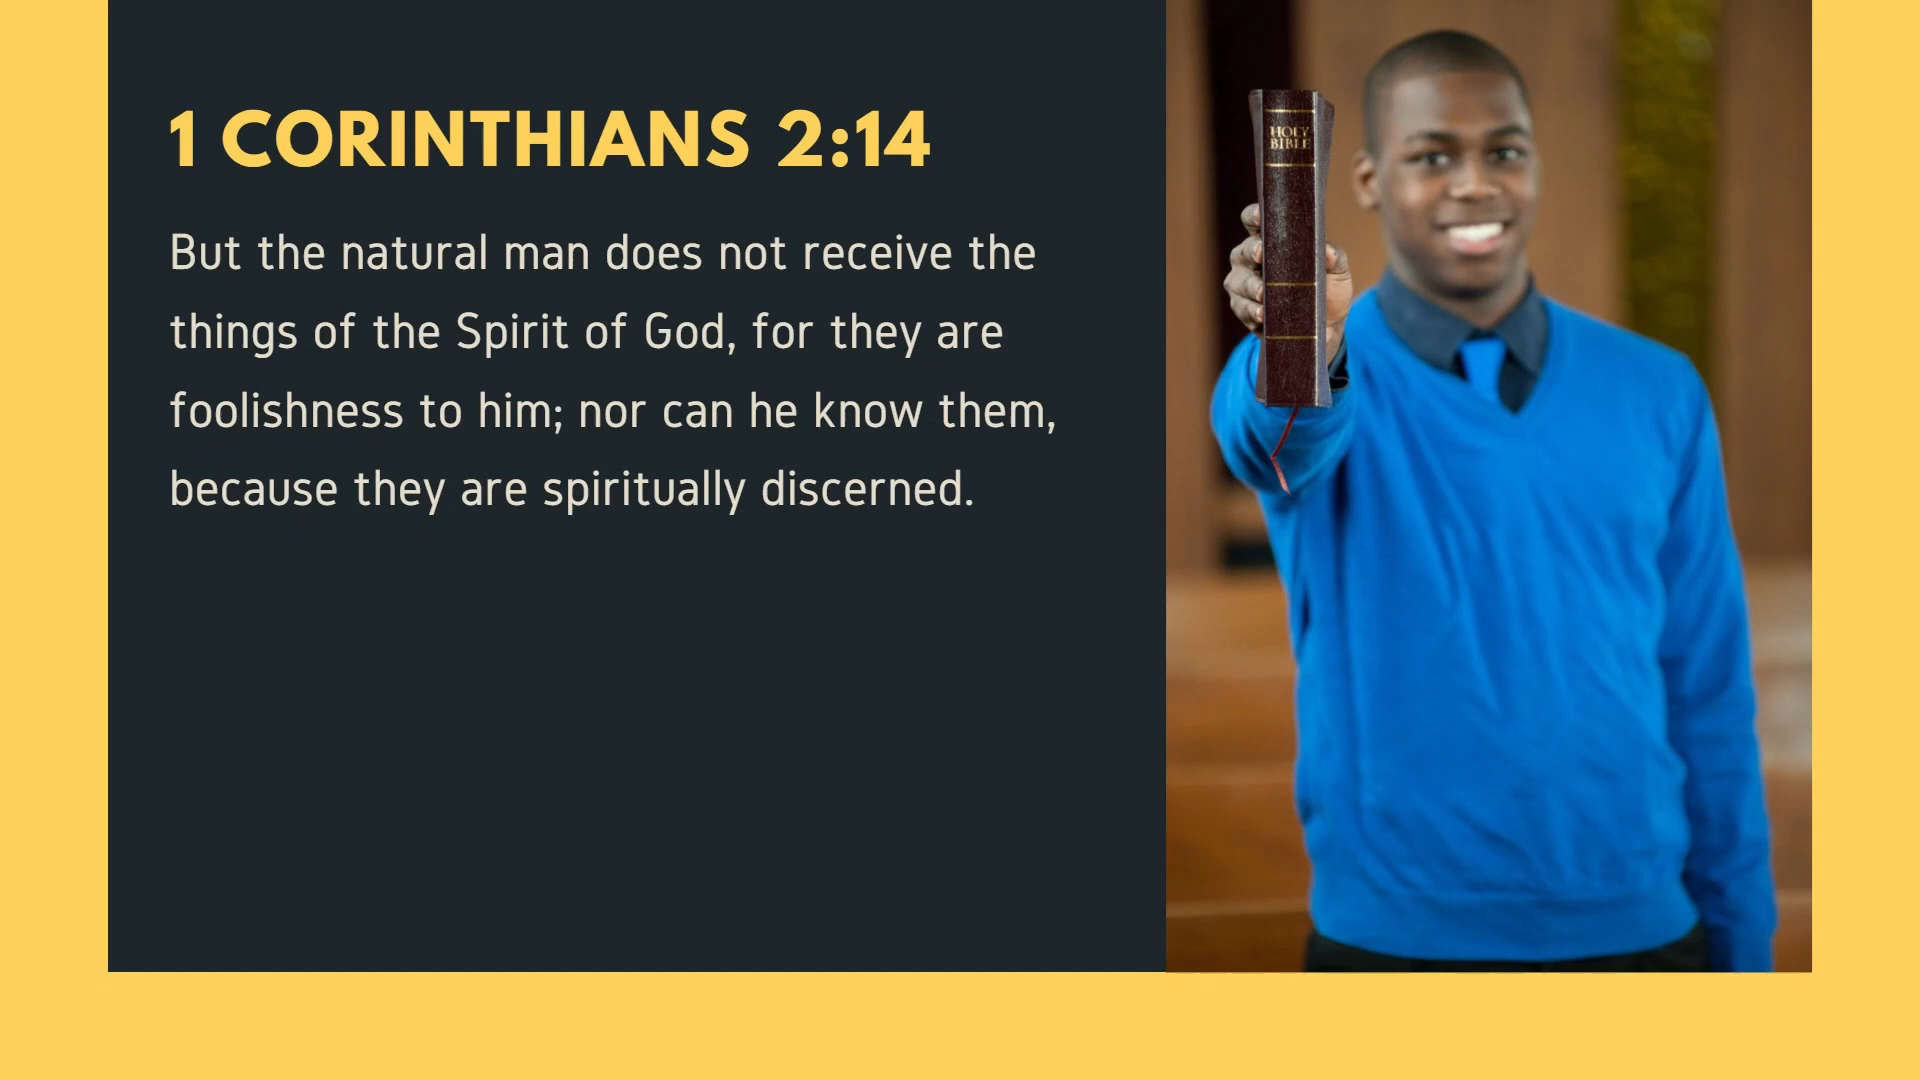 1 CORINTHIANS 2:14
But the natural man does not receive the
things of the Spirit of God, for they are
foolishness to him; nor can he know them,
because they are spiritually discerned.
HOLY
BIBLE